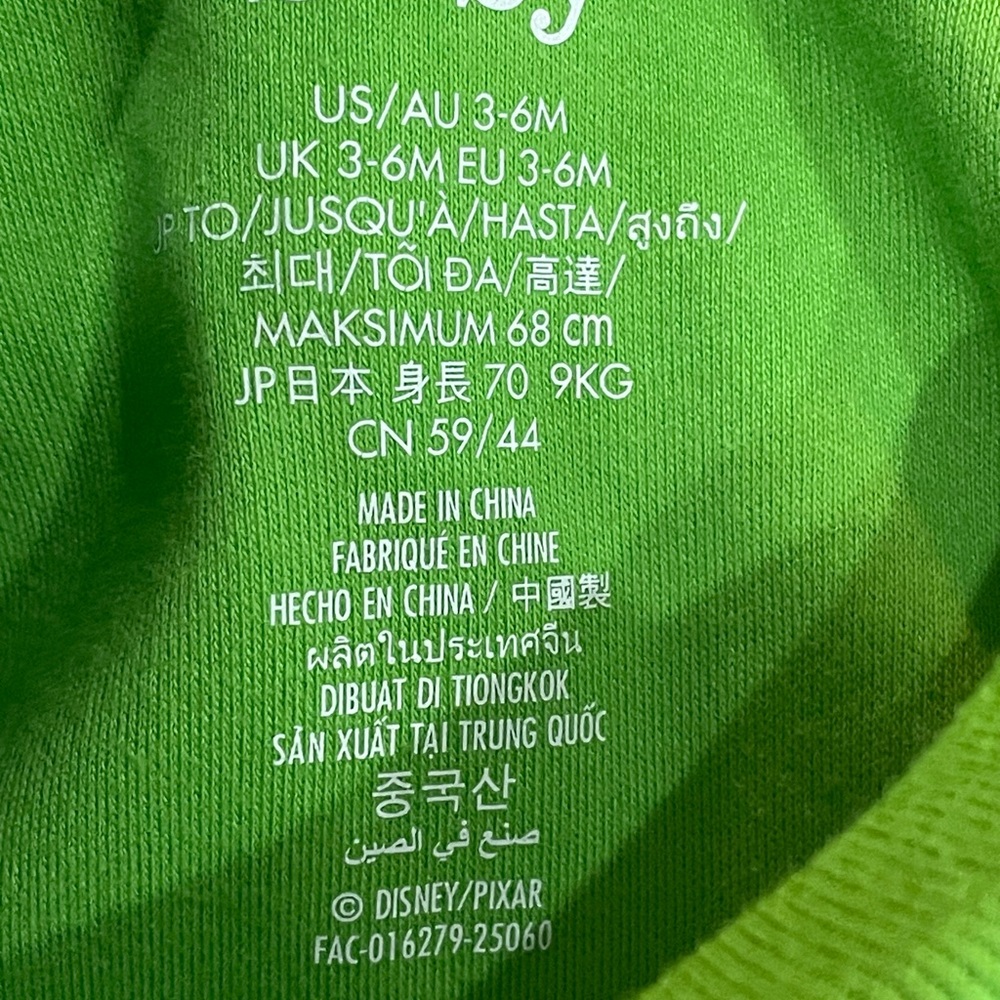 by
US/AU 3-6M
UK 3-6M EU 3-6M
JP TO/JUSQU'À/HASTA/สูงถึง/
최대/TỐI ĐA/高達/
MAKSIMUM 68 cm
JP日本 身長 70 9KG
CN 59/44
MADE IN CHINA
FABRIQUÉ EN CHINE
HECHO EN CHINA / 中國製
ผลิตในประเทศจีน
DIBUAT DI TIONGKOK
SẢN XUẤT TẠI TRUNG QUỐC
중국산
صنع في الصين
© DISNEY/PIXAR
FAC-016279-25060